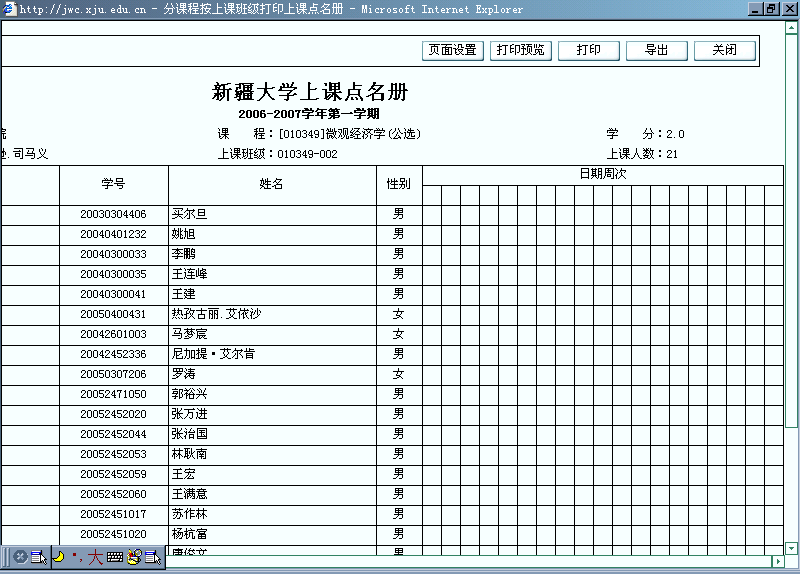 http://jwc.xju.edu.cn - 分课程按上课班级打印上课点名册 - Microsoft Internet Explorer
页面设置 打印预览 打印 导出 关闭
新疆大学上课点名册
2006-2007学年第一学期
院 课 程：[010349]微观经济学(公选) 学 分：2.0
.司马义 上课班级：010349-002 上课人数：21
学号 姓名 性别 日期周次
20030304406 买尔旦 男
20040401232 姚旭 男
20040300033 李鹏 男
20040300035 王连峰 男
20040300041 王建 男
20050400431 热孜古丽.艾依沙 女
20042601003 马梦宸 女
20042452336 尼加提·艾尔肯 男
20050307206 罗涛 女
20052471050 郭裕兴 男
20052452020 张万进 男
20052452044 张治国 男
20052452053 林耿南 男
20052452059 王宏 男
20052452060 王满意 男
20052451017 苏作林 男
20052451020 杨杭富 男
唐俊文 男
大